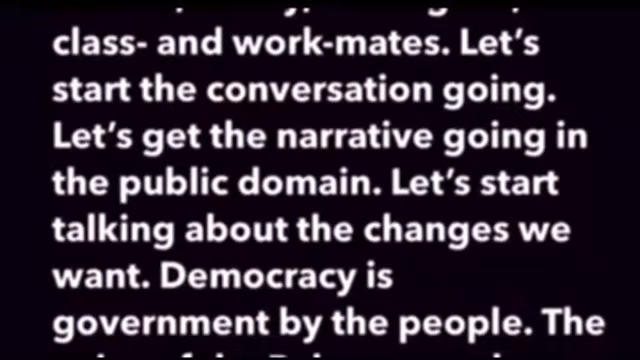 class- and work-mates. Let's
start the conversation going.
Let's get the narrative going in
the public domain. Let's start
talking about the changes we
want. Democracy is
government by the people. The